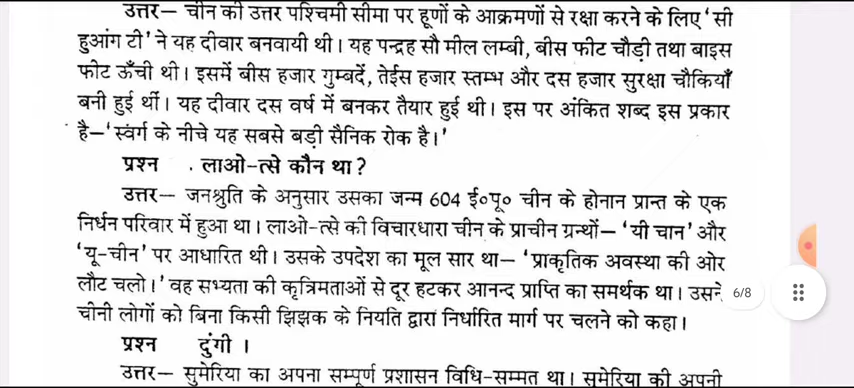 उत्तर— चीन की उत्तर पश्चिमी सीमा पर हूणों के आक्रमणों से रक्षा करने के लिए ‘सी
हुआंग टी’ ने यह दीवार बनवायी थी। यह पन्द्रह सौ मील लम्बी, बीस फीट चौड़ी तथा बाइस
फीट ऊँची थी। इसमें बीस हजार गुम्बदें, तेईस हजार स्तम्भ और दस हजार सुरक्षा चौकियाँ
बनी हुई थीं। यह दीवार दस वर्ष में बनकर तैयार हुई थी। इस पर अंकित शब्द इस प्रकार
है—‘स्वर्ग के नीचे यह सबसे बड़ी सैनिक रोक है।’
प्रश्न . लाओ-त्से कौन था?
उत्तर— जनश्रुति के अनुसार उसका जन्म 604 ई०पू० चीन के होनान प्रान्त के एक
निर्धन परिवार में हुआ था। लाओ-त्से की विचारधारा चीन के प्राचीन ग्रन्थों— ‘यी चान’ और
‘यू-चीन’ पर आधारित थी। उसके उपदेश का मूल सार था— ‘प्राकृतिक अवस्था की ओर
लौट चलो।’ वह सभ्यता की कृत्रिमताओं से दूर हटकर आनन्द प्राप्ति का समर्थक था। उसने
6/8
चीनी लोगों को बिना किसी झिझक के नियति द्वारा निर्धारित मार्ग पर चलने को कहा।
प्रश्न दुंगी ।
उत्तर— सुमेरिया का अपना सम्पूर्ण प्रशासन विधि-सम्मत था। सुमेरिया की अपनी